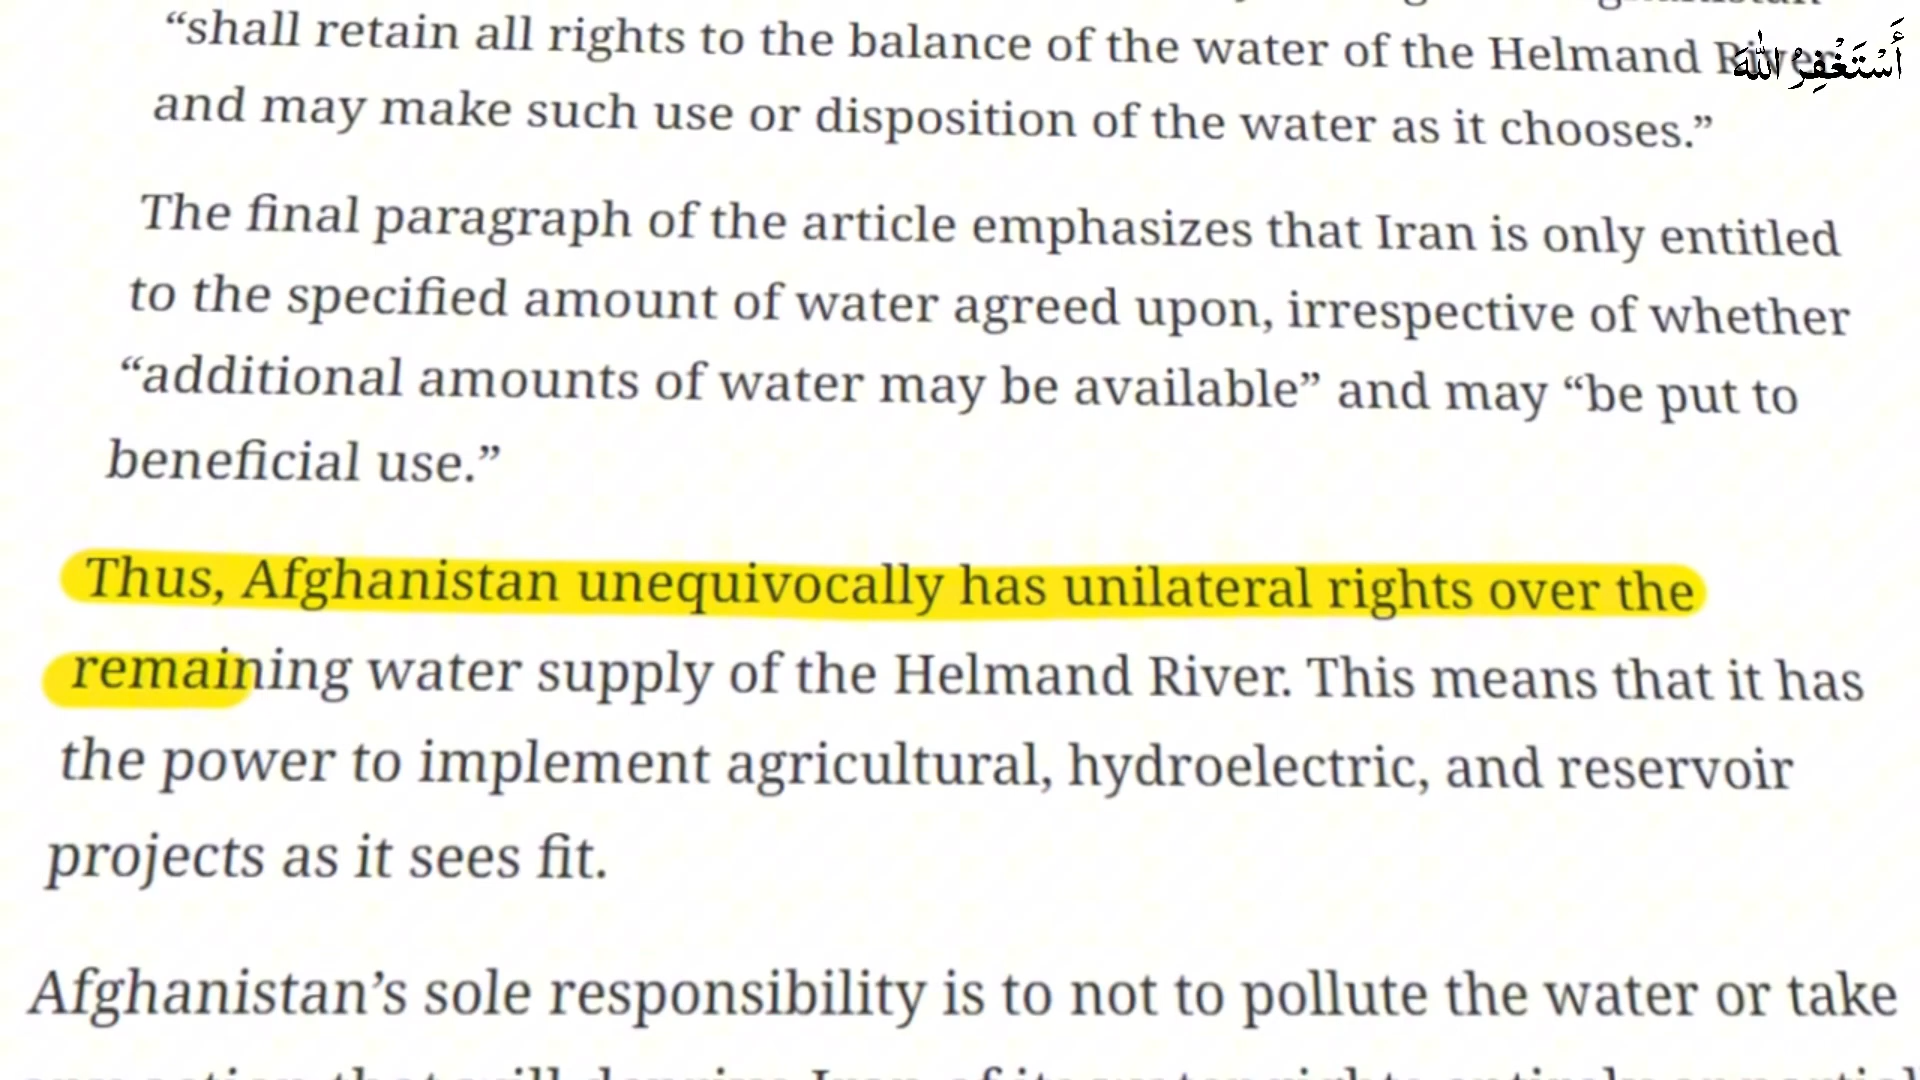 “shall retain all rights to the balance of the water of the Helmand River
أَسْتَغْفِرُ اللهَ
and may make such use or disposition of the water as it chooses.”
The final paragraph of the article emphasizes that Iran is only entitled
to the specified amount of water agreed upon, irrespective of whether
“additional amounts of water may be available” and may “be put to
beneficial use.”
Thus, Afghanistan unequivocally has unilateral rights over the
remaining water supply of the Helmand River. This means that it has
the power to implement agricultural, hydroelectric, and reservoir
projects as it sees fit.
Afghanistan’s sole responsibility is to not to pollute the water or take